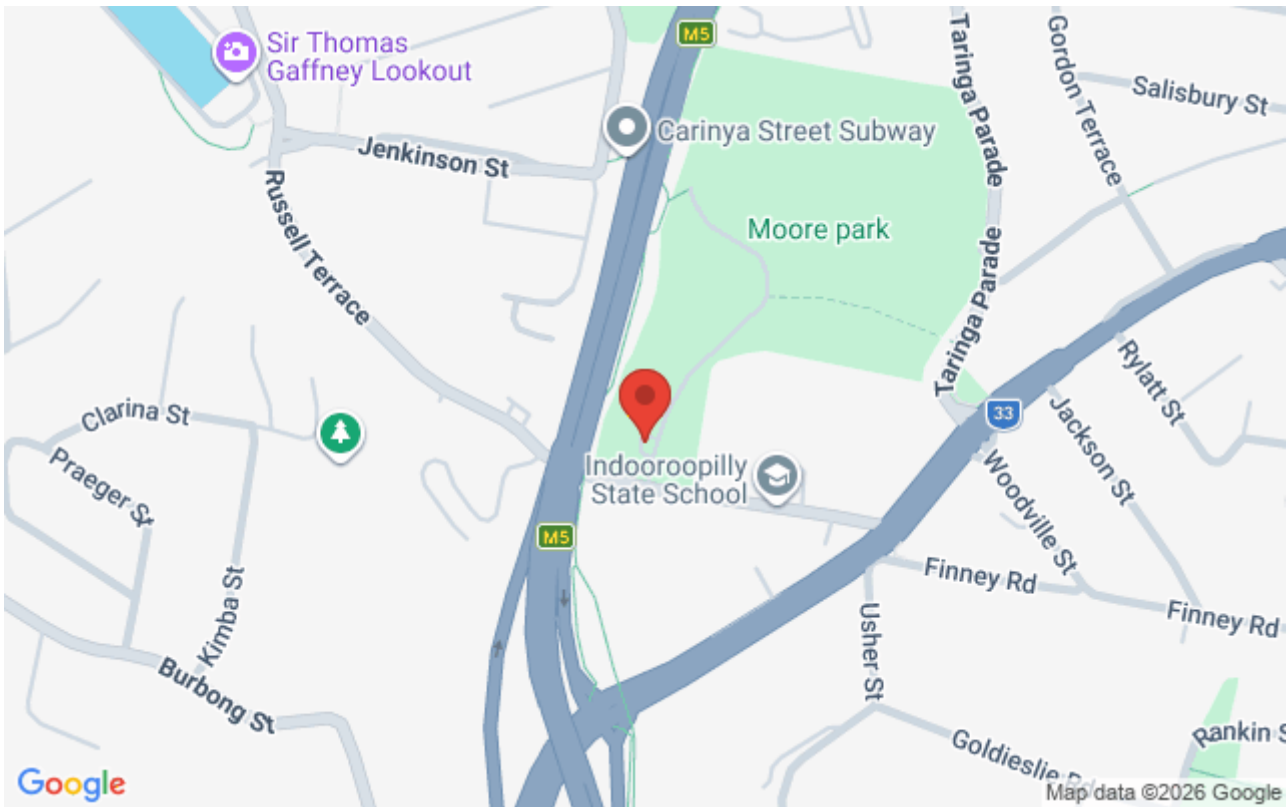 M5
Sir Thomas
Gaffney Lookout
Taringa Parade
Gordon Terrace
Salisbury St
Carinya Street Subway
Jenkinson St
Russell Terrace
Moore park
Taringa Parade
Rylatt St
Clarina St
33
Jackson St
Praeger St
Indooroopilly
State School
Woodville St
M5
Finney Rd
Finney Rd
Kimba St
Usher St
Burbong St
Rankin S
Goldieslie Rd
Google
Map data ©2026 Google